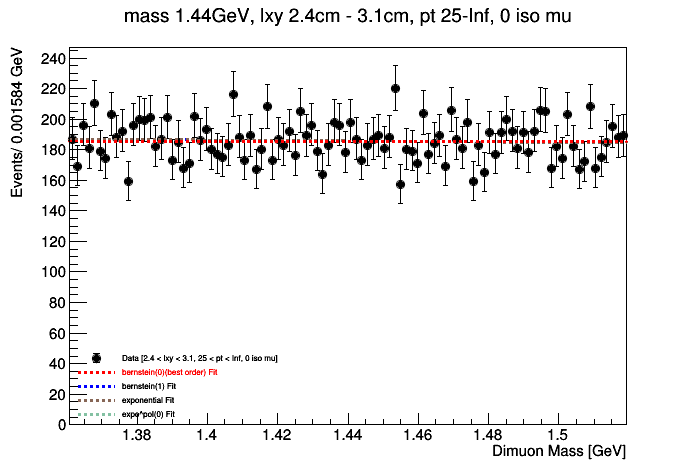 mass 1.44GeV, lxy 2.4cm - 3.1cm, pt 25-Inf, 0 iso mu
Events/ 0.001584 GeV
240
220
200
180
160
140
120
100
80
60
40
20
0
Data [2.4 < lxy < 3.1, 25 < pt < Inf, 0 iso mu]
bernstein(0)(best order) Fit
bernstein(1) Fit
exponential Fit
expo*pol(0) Fit
1.38 1.4 1.42 1.44 1.46 1.48 1.5
Dimuon Mass [GeV]